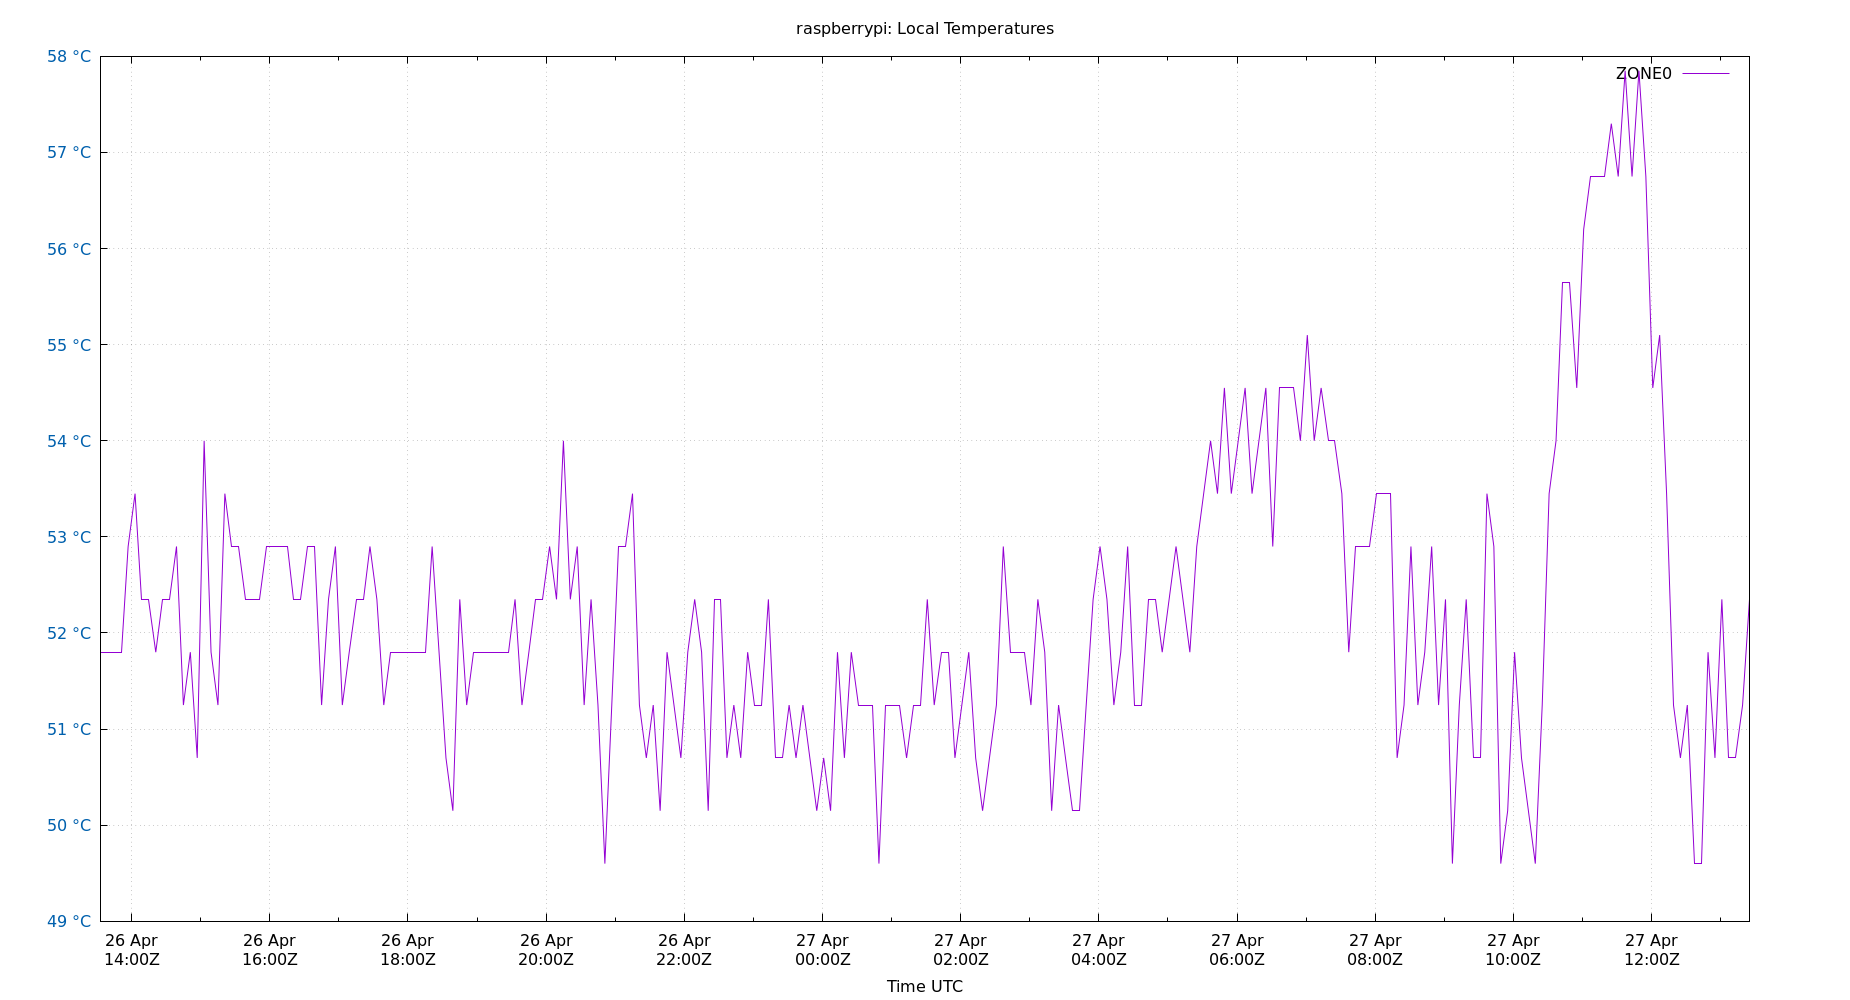 raspberrypi: Local Temperatures
58 °C
ZONE0
57 °C
56 °C
55 °C
54 °C
53 °C
52 °C
51 °C
50 °C
49 °C
26 Apr 26 Apr 26 Apr 26 Apr 26 Apr 27 Apr 27 Apr 27 Apr 27 Apr 27 Apr 27 Apr 27 Apr
14:00Z 16:00Z 18:00Z 20:00Z 22:00Z 00:00Z 02:00Z 04:00Z 06:00Z 08:00Z 10:00Z 12:00Z
Time UTC